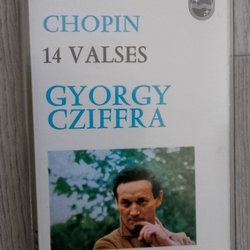 CHOPIN
14 VALSES
GYORGY
CZIFFRA